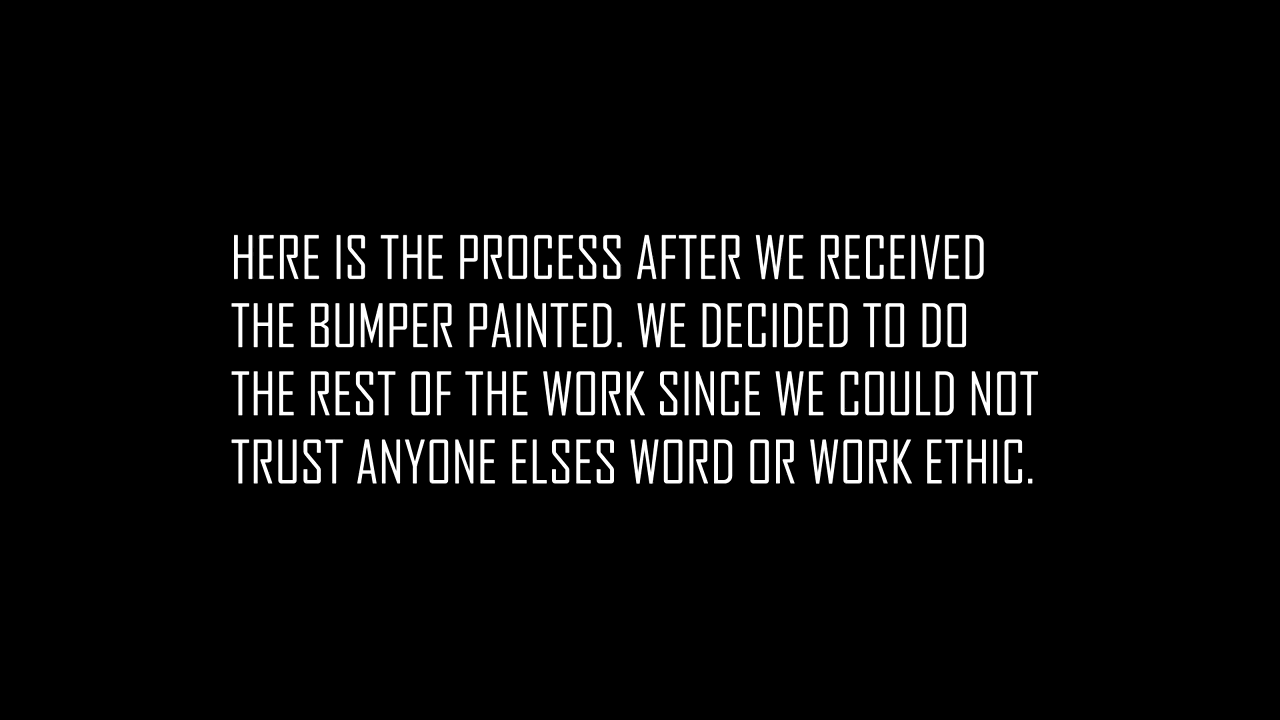 HERE IS THE PROCESS AFTER WE RECEIVED
THE BUMPER PAINTED. WE DECIDED TO DO
THE REST OF THE WORK SINCE WE COULD NOT
TRUST ANYONE ELSES WORD OR WORK ETHIC.